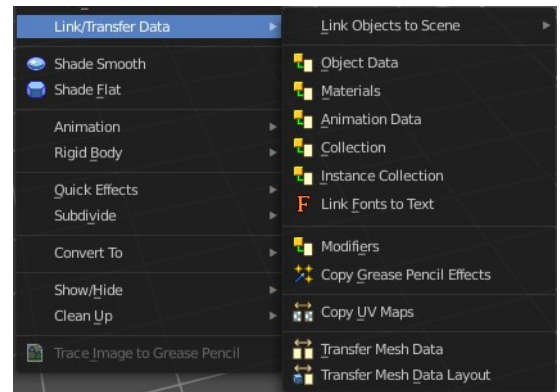 Link/Transfer Data
Shade Smooth
Shade Flat
Animation
Rigid Body
Quick Effects
Subdivide
Convert To
Show/Hide
Clean Up
Trace Image to Grease Pencil
Link Objects to Scene
Object Data
Materials
Animation Data
Collection
Instance Collection
Link Fonts to Text
Modifiers
Copy Grease Pencil Effects
Copy UV Maps
Transfer Mesh Data
Transfer Mesh Data Layout